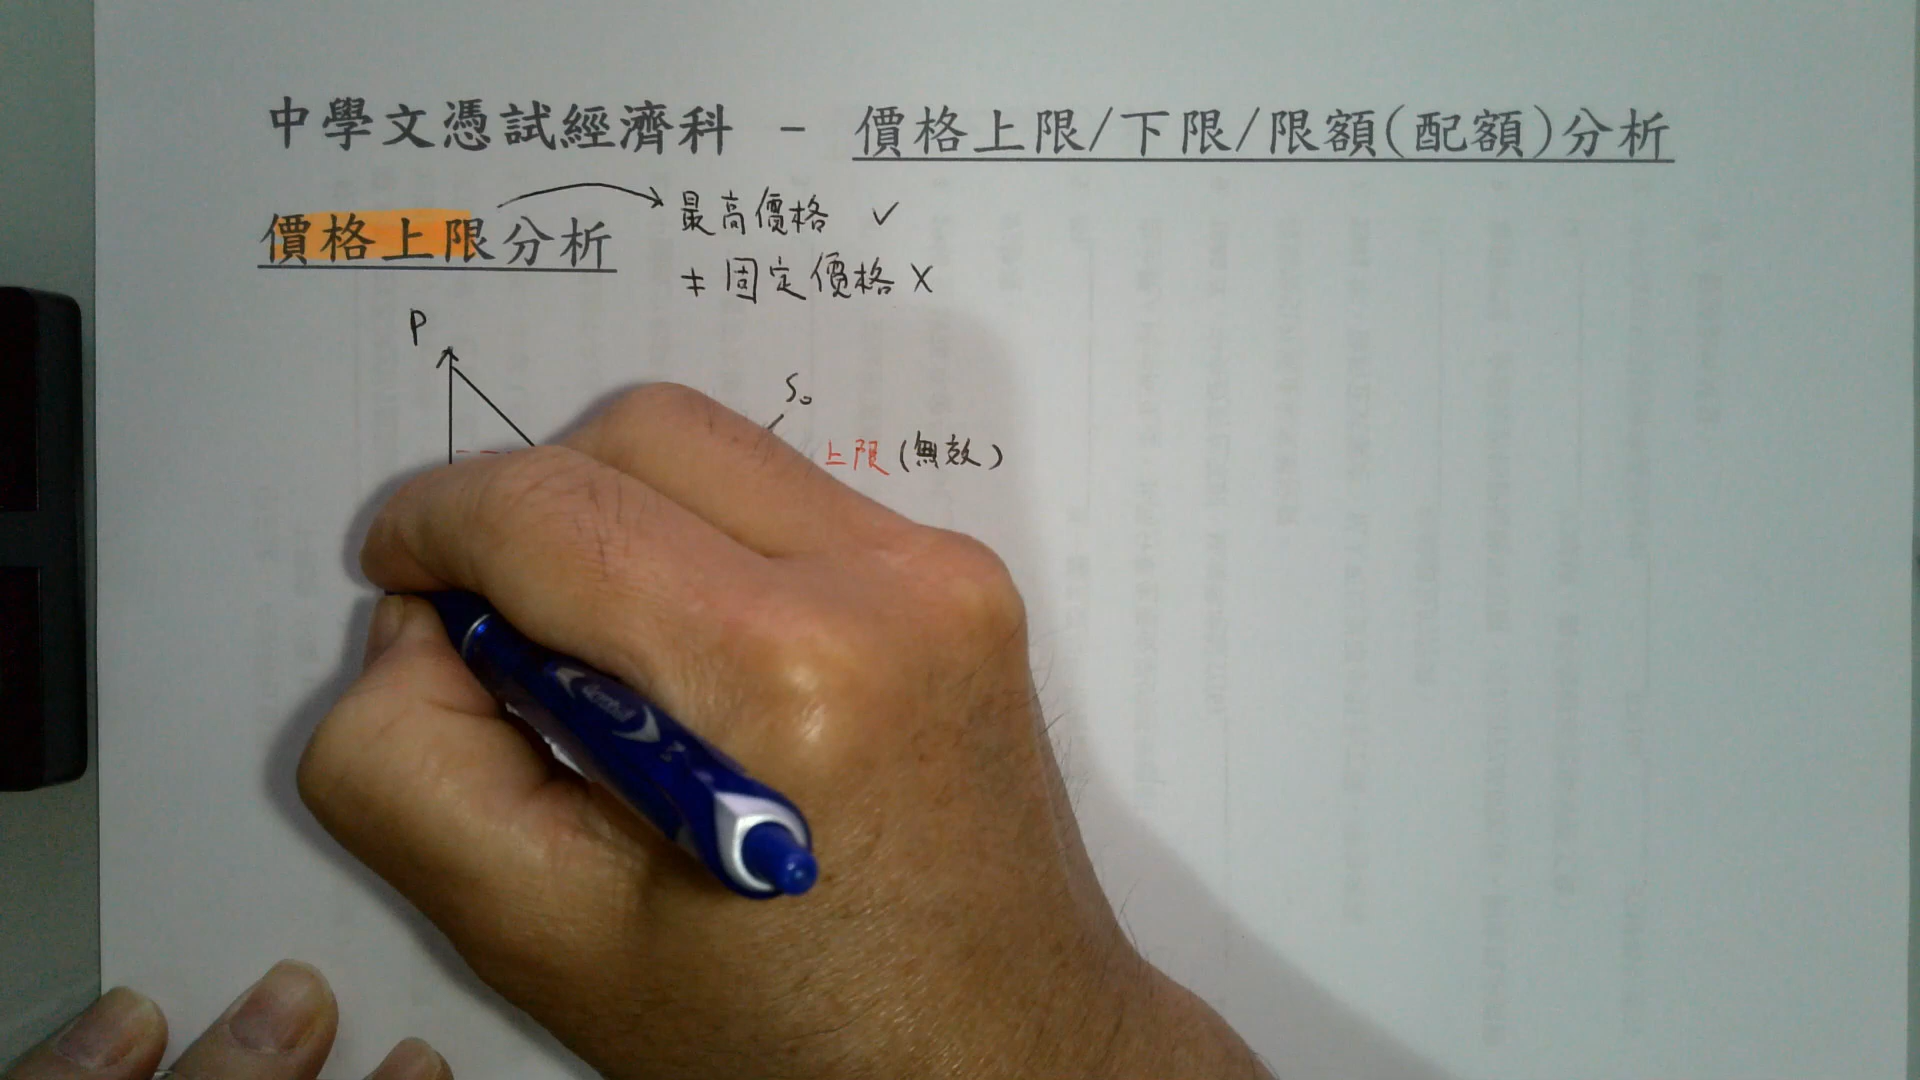 中學文憑試經濟科 - 價格上限/下限/限額(配額)分析
價格上限分析
最高價格 ✓
≠ 固定價格 X
P
S₀
上限 (無效)